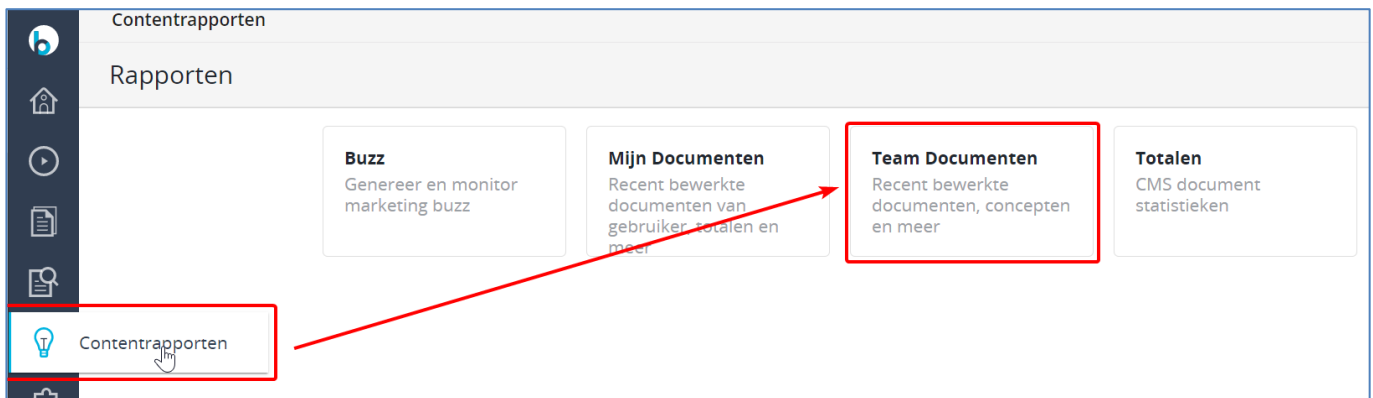 Contentrapporten
Rapporten
Buzz
Genereer en monitor
marketing buzz
Mijn Documenten
Recent bewerkte
documenten van
gebruiker, totalen en
meer
Team Documenten
Recent bewerkte
documenten, concepten
en meer
Totalen
CMS document
statistieken
Contentrapporten